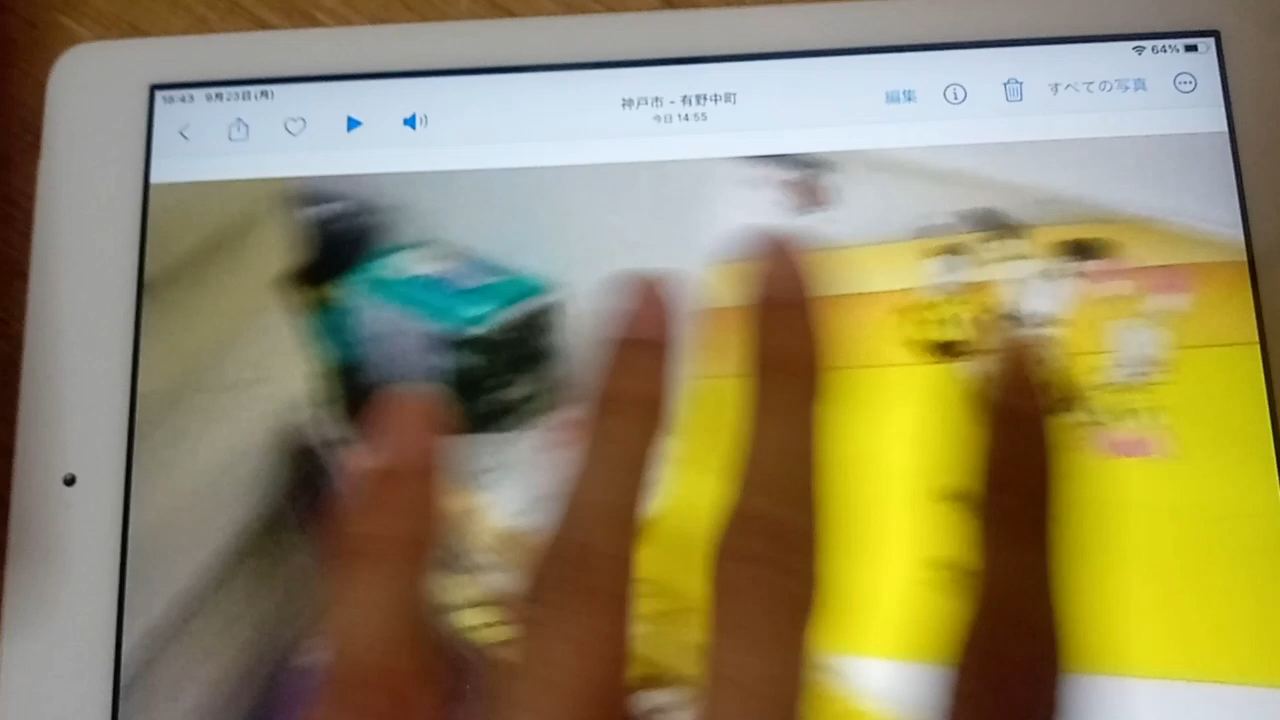 18:43 9月23日(月)
64%
神戸市 - 有野中町
今日 14:55
編集
すべての写真